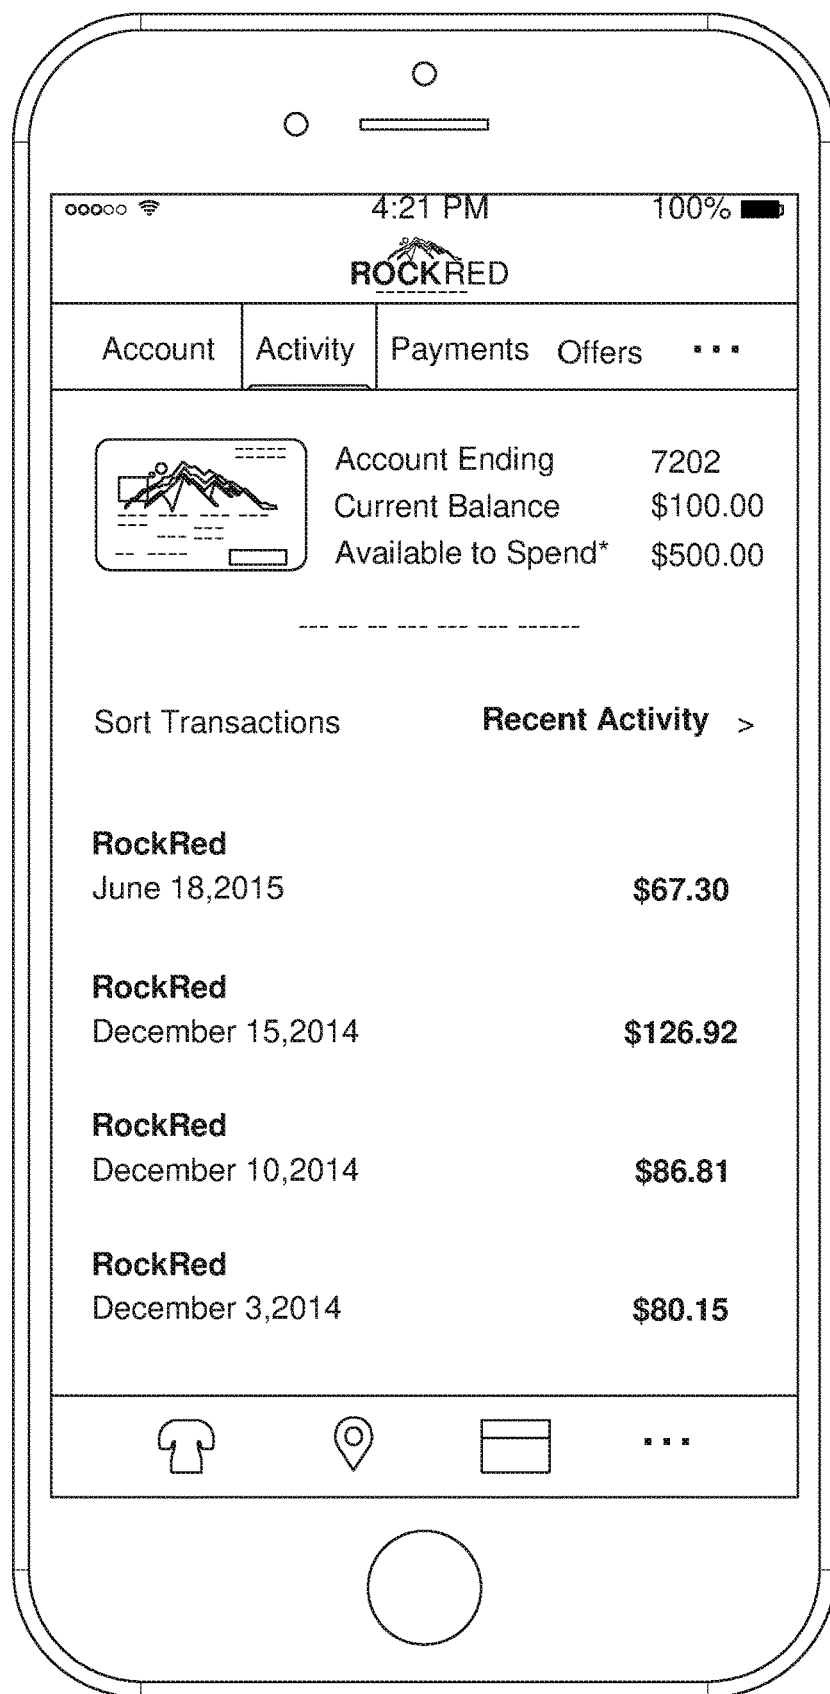 4:21 PM 100%
ROCKRED
Account Activity Payments Offers ...
Account Ending 7202
Current Balance $100.00
Available to Spend* $500.00
Sort Transactions Recent Activity >
RockRed
June 18,2015 $67.30
RockRed
December 15,2014 $126.92
RockRed
December 10,2014 $86.81
RockRed
December 3,2014 $80.15
...